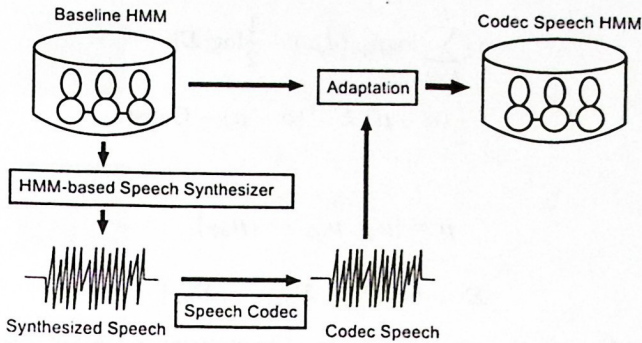 Baseline HMM
Codec Speech HMM
Adaptation
HMM-based Speech Synthesizer
Speech Codec
Synthesized Speech
Codec Speech